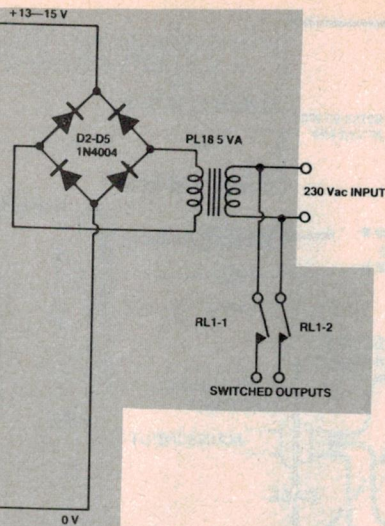 +13—15 V
D2-D5
1N4004
PL18 5 VA
230 Vac INPUT
RL1-1
RL1-2
SWITCHED OUTPUTS
0 V